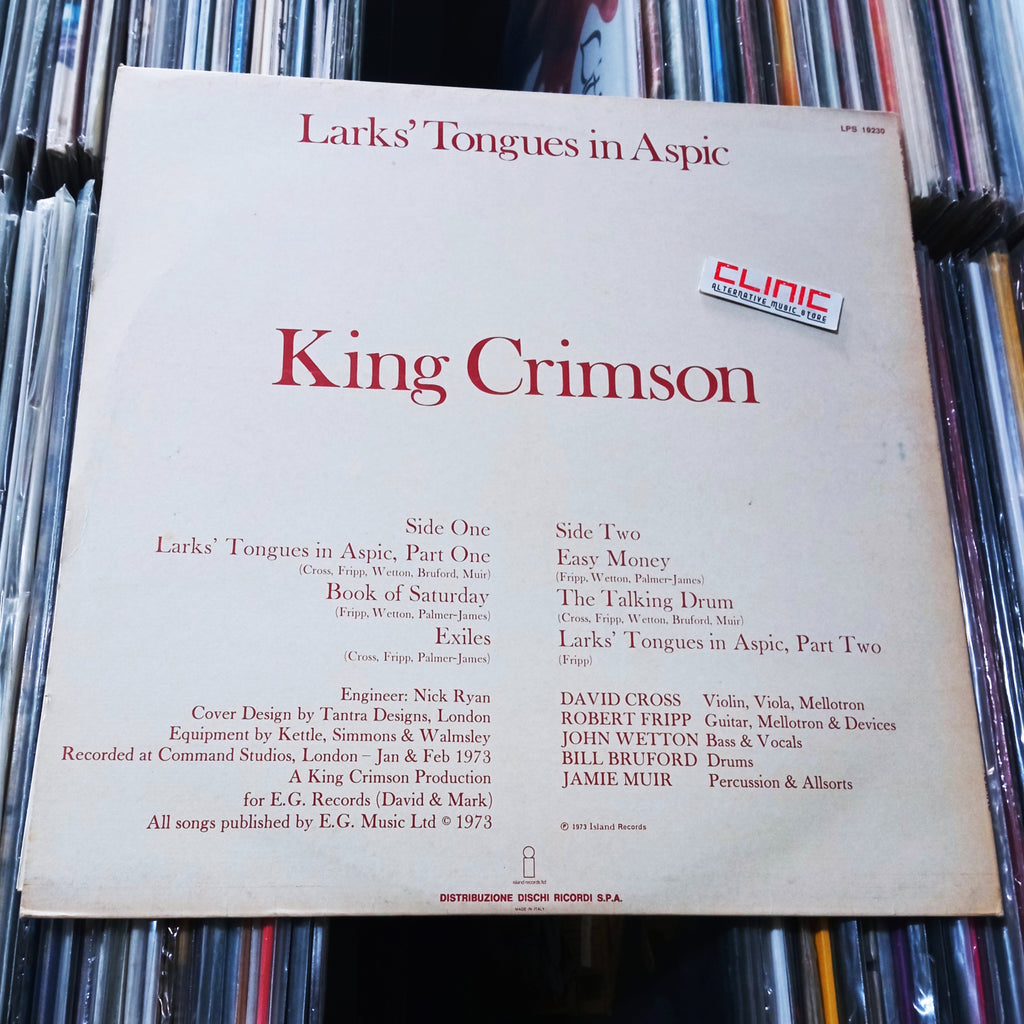 Larks' Tongues in Aspic
LPS 19230
CLINIC
ALTERNATIVE MUSIC STORE
King Crimson
Side One
Larks' Tongues in Aspic, Part One
(Cross, Fripp, Wetton, Bruford, Muir)
Book of Saturday
(Fripp, Wetton, Palmer-James)
Exiles
(Cross, Fripp, Palmer-James)
Side Two
Easy Money
(Fripp, Wetton, Palmer-James)
The Talking Drum
(Cross, Fripp, Wetton, Bruford, Muir)
Larks' Tongues in Aspic, Part Two
(Fripp)
Engineer: Nick Ryan
Cover Design by Tantra Designs, London
Equipment by Kettle, Simmons & Walmsley
Recorded at Command Studios, London – Jan & Feb 1973
A King Crimson Production
for E.G. Records (David & Mark)
All songs published by E.G. Music Ltd © 1973
DAVID CROSS Violin, Viola, Mellotron
ROBERT FRIPP Guitar, Mellotron & Devices
JOHN WETTON Bass & Vocals
BILL BRUFORD Drums
JAMIE MUIR Percussion & Allsorts
℗ 1973 Island Records
island records ltd
DISTRIBUZIONE DISCHI RICORDI S.P.A.
MADE IN ITALY